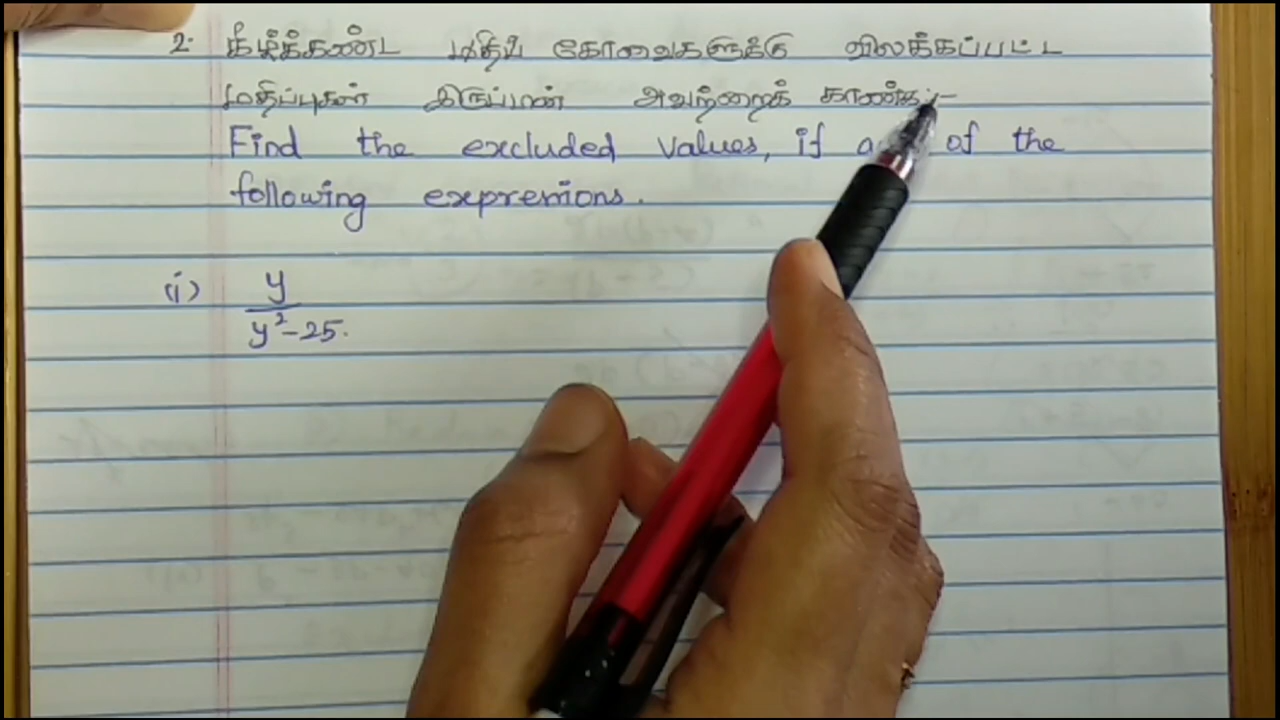 2. கீழ்க்கண்ட முதிய கோவைகளுக்கு விலக்கப்பட்ட
மதிப்புகள் இருப்பின் அவற்றைக் காண்க:-
Find the excluded values, if of the
following expressions.
(i) y
y²-25.